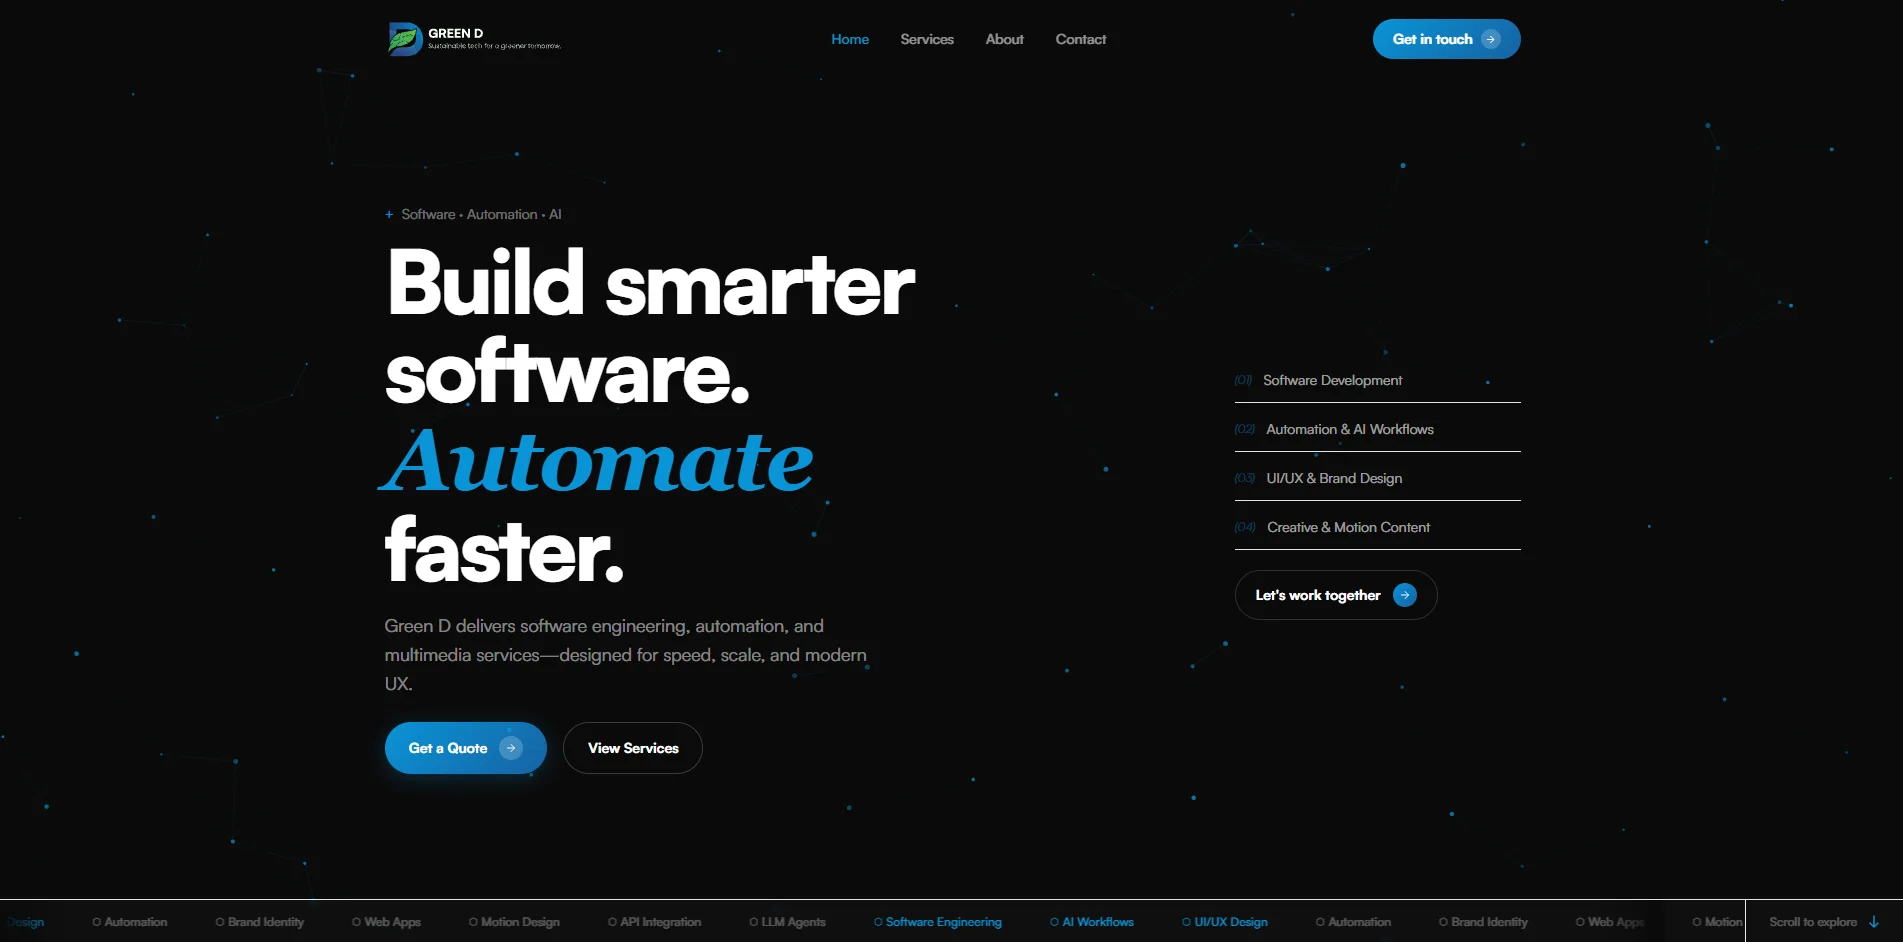 GREEN D
Sustainable tech for a greener tomorrow.
Home Services About Contact
Get in touch
+ Software • Automation • AI
Build smarter
software.
Automate
faster.
Green D delivers software engineering, automation, and
multimedia services—designed for speed, scale, and modern
UX.
Get a Quote
View Services
(01) Software Development
(02) Automation & AI Workflows
(03) UI/UX & Brand Design
(04) Creative & Motion Content
Let's work together
Design Automation Brand Identity Web Apps Motion Design API Integration LLM Agents Software Engineering AI Workflows UI/UX Design Automation Brand Identity Web Apps Motion
Scroll to explore